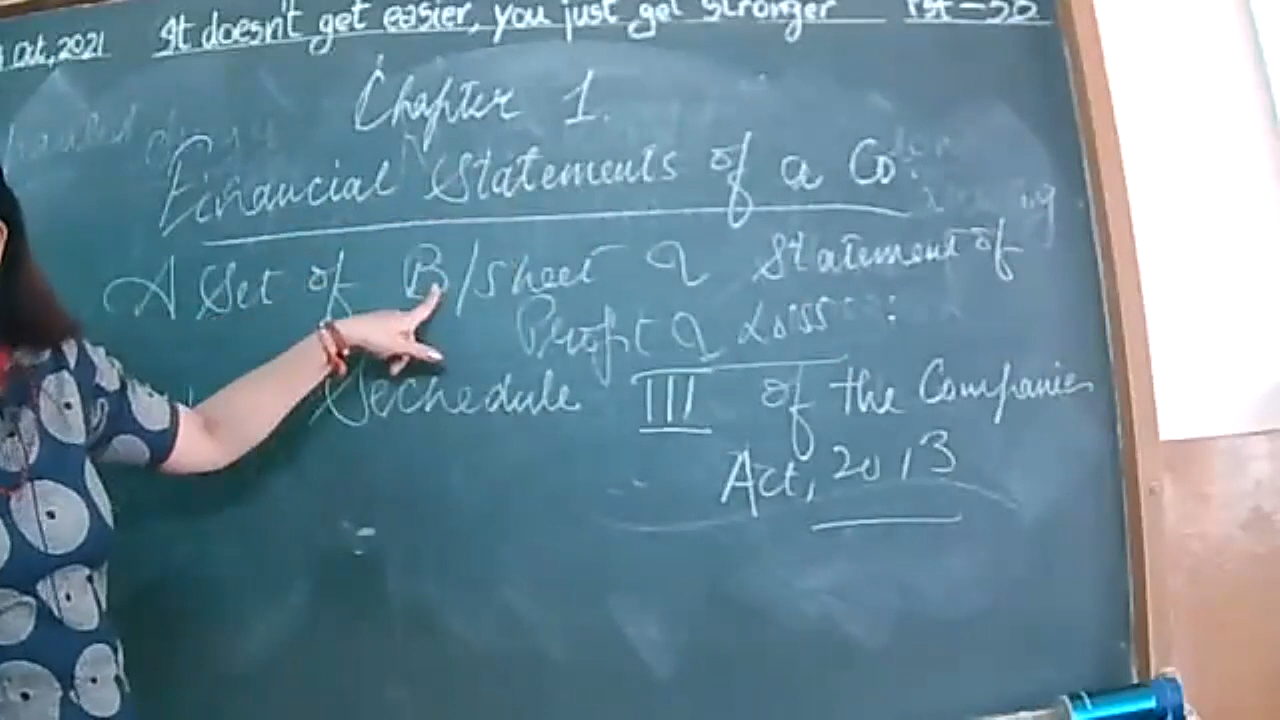 Oct, 2021 It doesn't get easier, you just get stronger
Chapter 1.
Financial Statements of a Co.
A Set of B/Sheet & Statement of
Profit & Loss :
Sechedule III of the Companies
Act, 2013